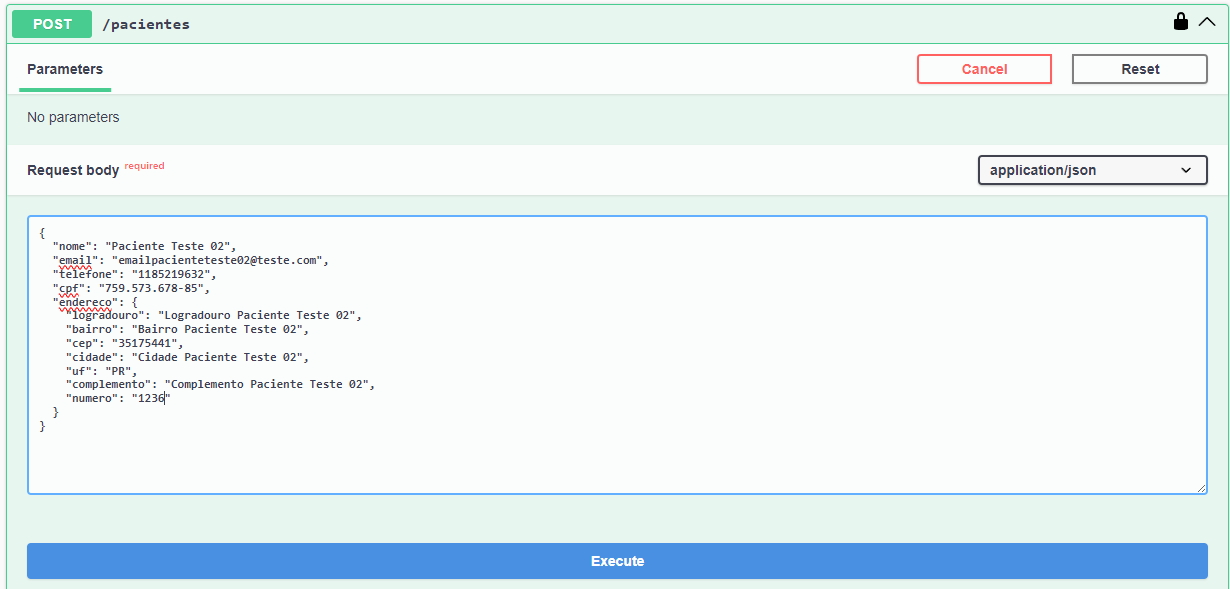 POST /pacientes
Parameters
Cancel
Reset
No parameters
Request body required
application/json
{
  "nome": "Paciente Teste 02",
  "email": "emailpacienteteste02@teste.com",
  "telefone": "1185219632",
  "cpf": "759.573.678-85",
  "endereco": {
    "logradouro": "Logradouro Paciente Teste 02",
    "bairro": "Bairro Paciente Teste 02",
    "cep": "35175441",
    "cidade": "Cidade Paciente Teste 02",
    "uf": "PR",
    "complemento": "Complemento Paciente Teste 02",
    "numero": "1236"
  }
}
Execute